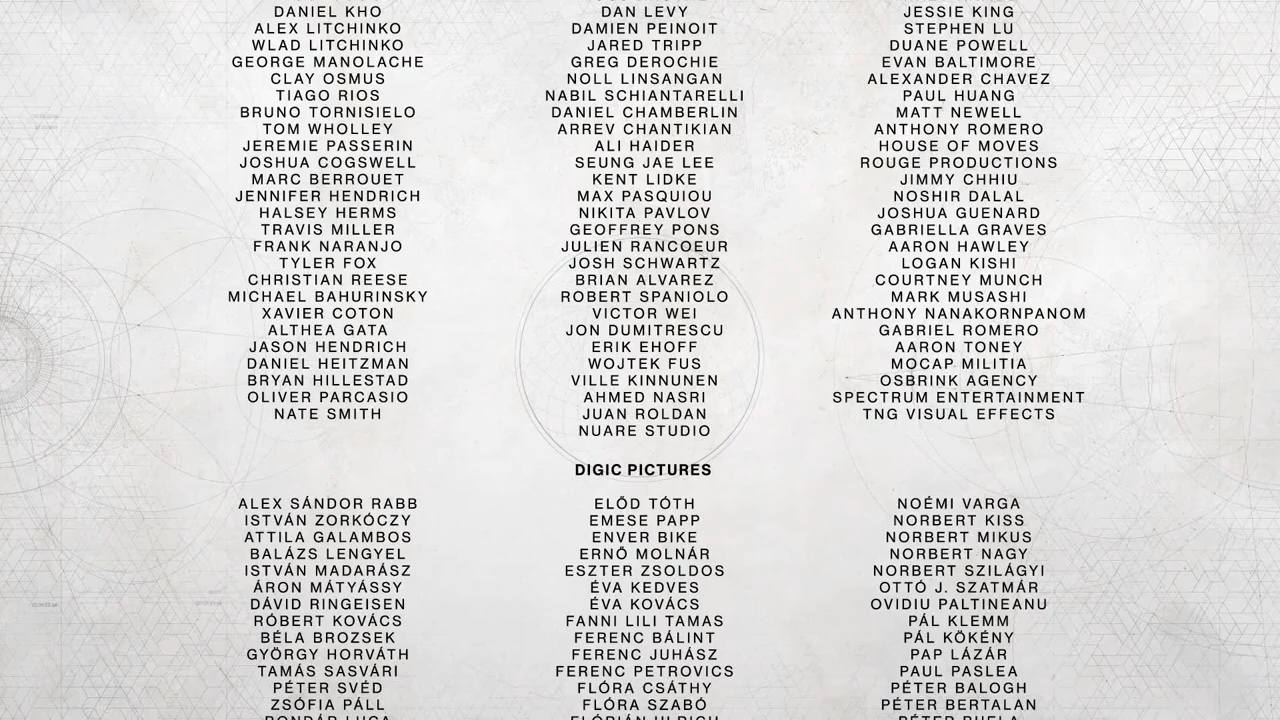 DANIEL KHO
ALEX LITCHINKO
WLAD LITCHINKO
GEORGE MANOLACHE
CLAY OSMUS
TIAGO RIOS
BRUNO TORNISIELO
TOM WHOLLEY
JEREMIE PASSERIN
JOSHUA COGSWELL
MARC BERROUET
JENNIFER HENDRICH
HALSEY HERMS
TRAVIS MILLER
FRANK NARANJO
TYLER FOX
CHRISTIAN REESE
MICHAEL BAHURINSKY
XAVIER COTON
ALTHEA GATA
JASON HENDRICH
DANIEL HEITZMAN
BRYAN HILLESTAD
OLIVER PARCASIO
NATE SMITH
DAN LEVY
DAMIEN PEINOIT
JARED TRIPP
GREG DEROCHIE
NOLL LINSANGAN
NABIL SCHIANTARELLI
DANIEL CHAMBERLIN
ARREV CHANTIKIAN
ALI HAIDER
SEUNG JAE LEE
KENT LIDKE
MAX PASQUIOU
NIKITA PAVLOV
GEOFFREY PONS
JULIEN RANCOEUR
JOSH SCHWARTZ
BRIAN ALVAREZ
ROBERT SPANIOLO
VICTOR WEI
JON DUMITRESCU
ERIK EHOFF
WOJTEK FUS
VILLE KINNUNEN
AHMED NASRI
JUAN ROLDAN
NUARE STUDIO
JESSIE KING
STEPHEN LU
DUANE POWELL
EVAN BALTIMORE
ALEXANDER CHAVEZ
PAUL HUANG
MATT NEWELL
ANTHONY ROMERO
HOUSE OF MOVES
ROUGE PRODUCTIONS
JIMMY CHHIU
NOSHIR DALAL
JOSHUA GUENARD
GABRIELLA GRAVES
AARON HAWLEY
LOGAN KISHI
COURTNEY MUNCH
MARK MUSASHI
ANTHONY NANAKORNPANOM
GABRIEL ROMERO
AARON TONEY
MOCAP MILITIA
OSBRINK AGENCY
SPECTRUM ENTERTAINMENT
TNG VISUAL EFFECTS
DIGIC PICTURES
ALEX SÁNDOR RABB
ISTVÁN ZORKÓCZY
ATTILA GALAMBOS
BALÁZS LENGYEL
ISTVÁN MADARÁSZ
ÁRON MÁTYÁSSY
DÁVID RINGEISEN
RÓBERT KOVÁCS
BÉLA BROZSEK
GYÖRGY HORVÁTH
TAMÁS SASVÁRI
PÉTER SVÉD
ZSÓFIA PÁLL
ELŐD TÓTH
EMESE PAPP
ENVER BIKE
ERNŐ MOLNÁR
ESZTER ZSOLDOS
ÉVA KEDVES
ÉVA KOVÁCS
FANNI LILI TAMAS
FERENC BÁLINT
FERENC JUHÁSZ
FERENC PETROVICS
FLÓRA CSÁTHY
FLÓRA SZABÓ
NOÉMI VARGA
NORBERT KISS
NORBERT MIKUS
NORBERT NAGY
NORBERT SZILÁGYI
OTTÓ J. SZATMÁR
OVIDIU PALTINEANU
PÁL KLEMM
PÁL KÖKÉNY
PAP LÁZÁR
PAUL PASLEA
PÉTER BALOGH
PÉTER BERTALAN